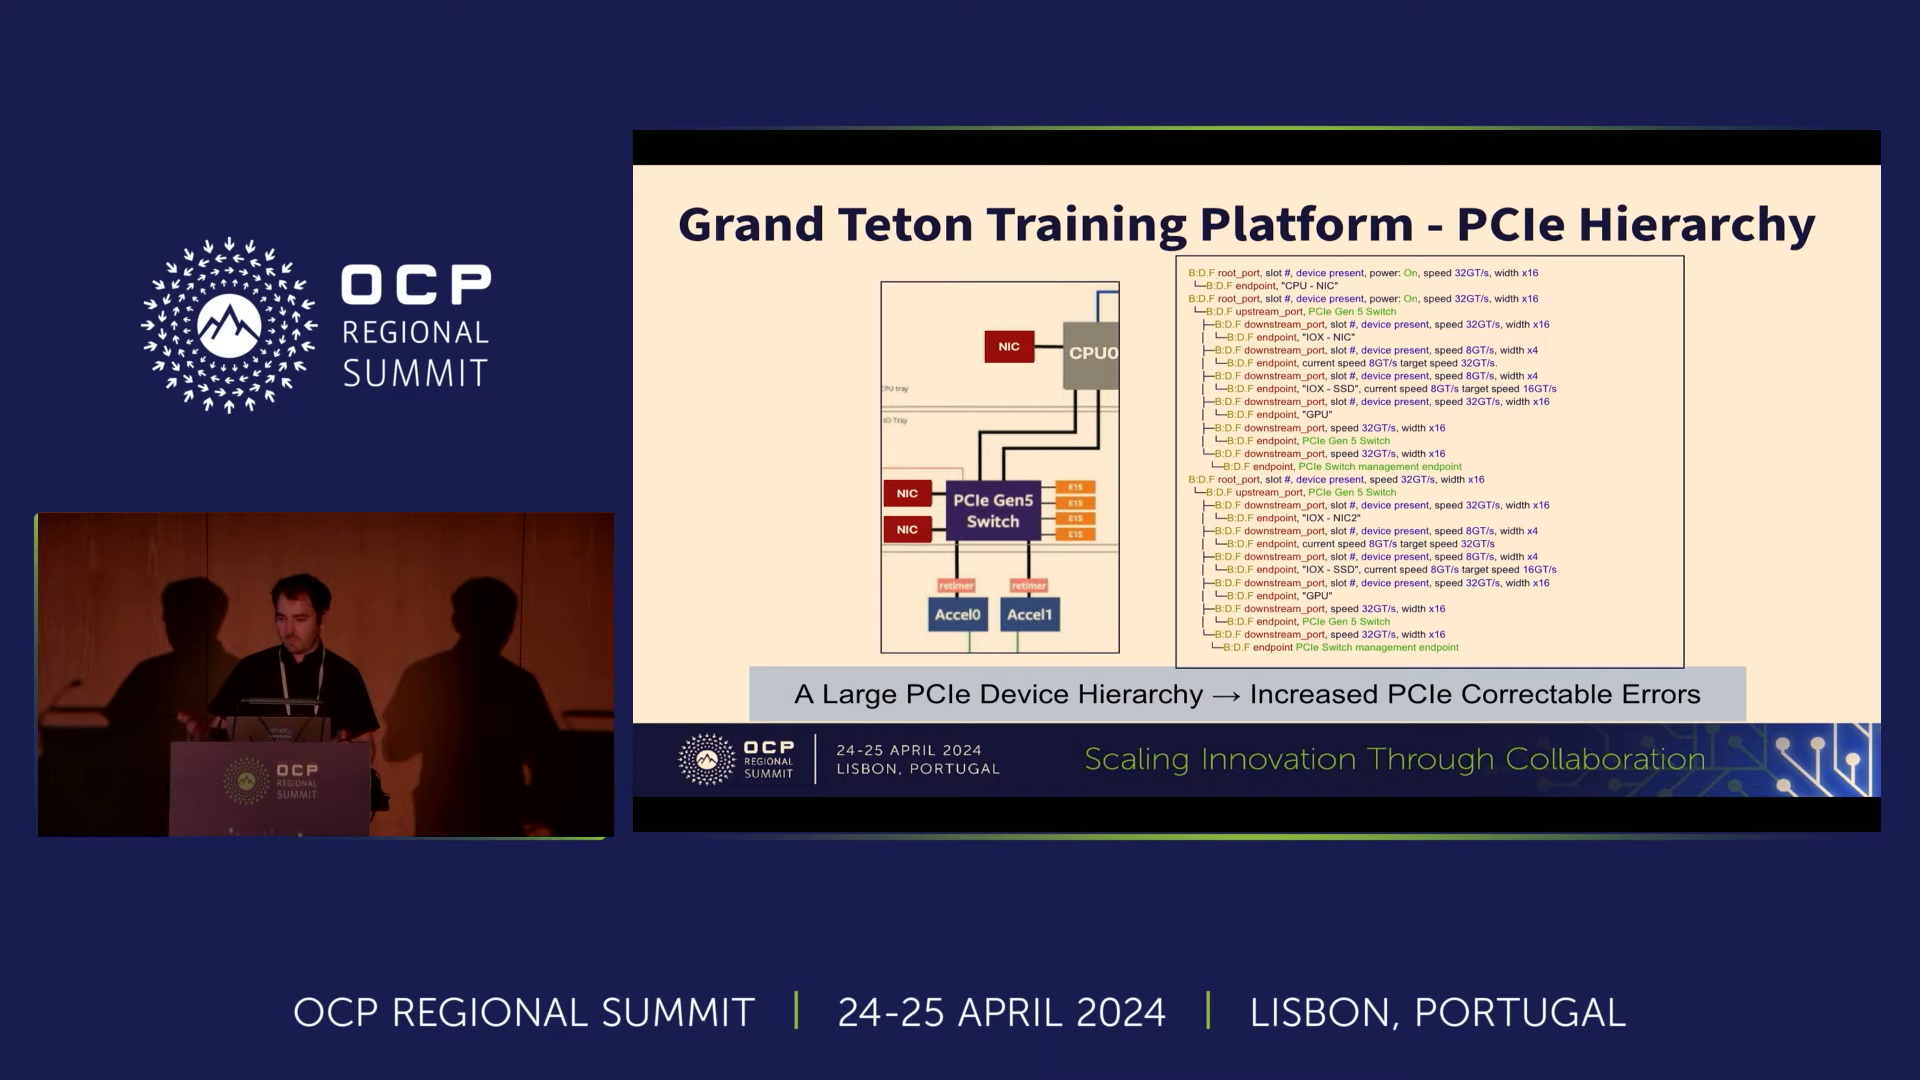 OCP
REGIONAL
SUMMIT
Grand Teton Training Platform - PCIe Hierarchy
NIC
CPU0
CPU tray
IO Tray
NIC
NIC
PCIe Gen5
Switch
E1S
E1S
E1S
E1S
retimer
retimer
Accel0
Accel1
B:D.F root_port, slot #, device present, power: On, speed 32GT/s, width x16
└─B:D.F endpoint, "CPU - NIC"
B:D.F root_port, slot #, device present, power: On, speed 32GT/s, width x16
└─B:D.F upstream_port, PCIe Gen 5 Switch
├─B:D.F downstream_port, slot #, device present, speed 32GT/s, width x16
│ └─B:D.F endpoint, "IOX - NIC"
├─B:D.F downstream_port, slot #, device present, speed 8GT/s, width x4
│ └─B:D.F endpoint, current speed 8GT/s target speed 32GT/s.
├─B:D.F downstream_port, slot #, device present, speed 8GT/s, width x4
│ └─B:D.F endpoint, "IOX - SSD", current speed 8GT/s target speed 16GT/s
├─B:D.F downstream_port, slot #, device present, speed 32GT/s, width x16
│ └─B:D.F endpoint, "GPU"
├─B:D.F downstream_port, speed 32GT/s, width x16
│ └─B:D.F endpoint, PCIe Gen 5 Switch
└─B:D.F downstream_port, speed 32GT/s, width x16
└─B:D.F endpoint, PCIe Switch management endpoint
B:D.F root_port, slot #, device present, speed 32GT/s, width x16
└─B:D.F upstream_port, PCIe Gen 5 Switch
├─B:D.F downstream_port, slot #, device present, speed 32GT/s, width x16
│ └─B:D.F endpoint, "IOX - NIC2"
├─B:D.F downstream_port, slot #, device present, speed 8GT/s, width x4
│ └─B:D.F endpoint, current speed 8GT/s target speed 32GT/s
├─B:D.F downstream_port, slot #, device present, speed 8GT/s, width x4
│ └─B:D.F endpoint, "IOX - SSD", current speed 8GT/s target speed 16GT/s
├─B:D.F downstream_port, slot #, device present, speed 32GT/s, width x16
│ └─B:D.F endpoint, "GPU"
├─B:D.F downstream_port, speed 32GT/s, width x16
│ └─B:D.F endpoint, PCIe Gen 5 Switch
└─B:D.F downstream_port, speed 32GT/s, width x16
└─B:D.F endpoint PCIe Switch management endpoint
A Large PCIe Device Hierarchy → Increased PCIe Correctable Errors
OCP
REGIONAL
SUMMIT
24-25 APRIL 2024
LISBON, PORTUGAL
Scaling Innovation Through Collaboration
OCP
REGIONAL
SUMMIT
OCP REGIONAL SUMMIT | 24-25 APRIL 2024 | LISBON, PORTUGAL